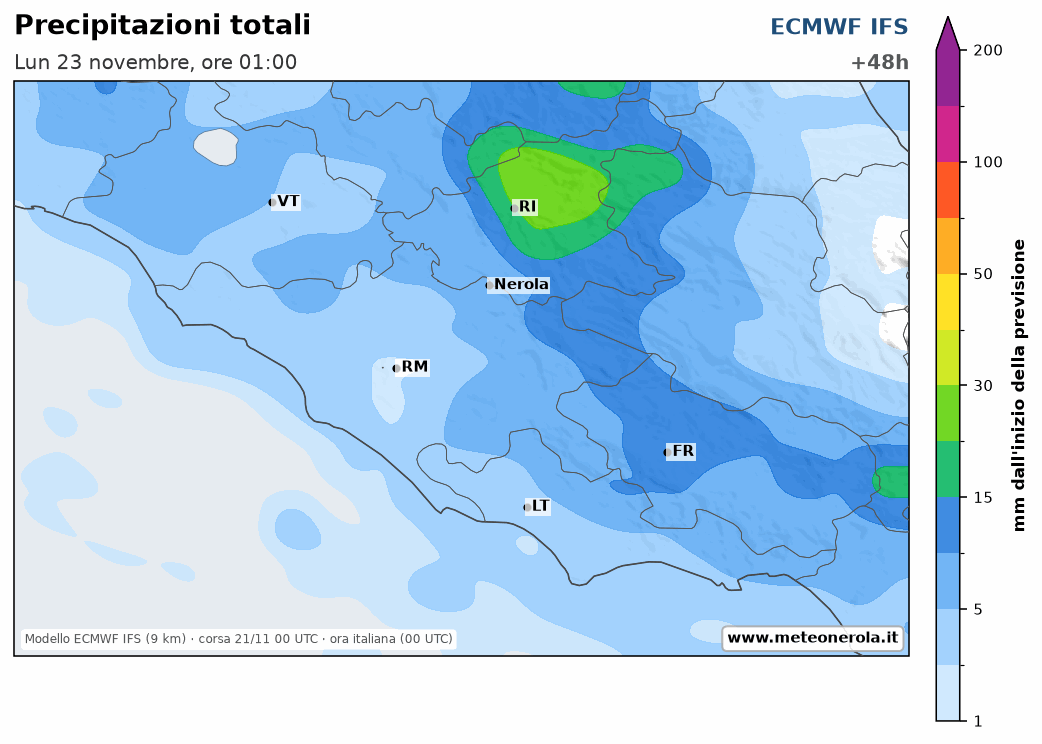 Precipitazioni totali
ECMWF IFS
Lun 23 novembre, ore 01:00
+48h
200
100
50
30
15
5
1
mm dall'inizio della previsione
VT
RI
Nerola
RM
FR
LT
Modello ECMWF IFS (9 km) · corsa 21/11 00 UTC · ora italiana (00 UTC)
www.meteonerola.it